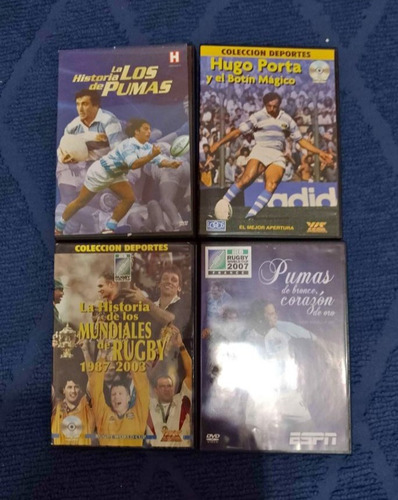 La
Historia
LOS
de PUMAS
H
COLECCION DEPORTES
Hugo Porta
y el Botín Mágico
adid
EL MEJOR APERTURA
COLECCION DEPORTES
La Historia
de los
MUNDIALES
de RUGBY
1987-2003
RUGBY
WORLD CUP
2007
FRANCE
Pumas
de bronce,
corazón
de oro
DVD
ESPN